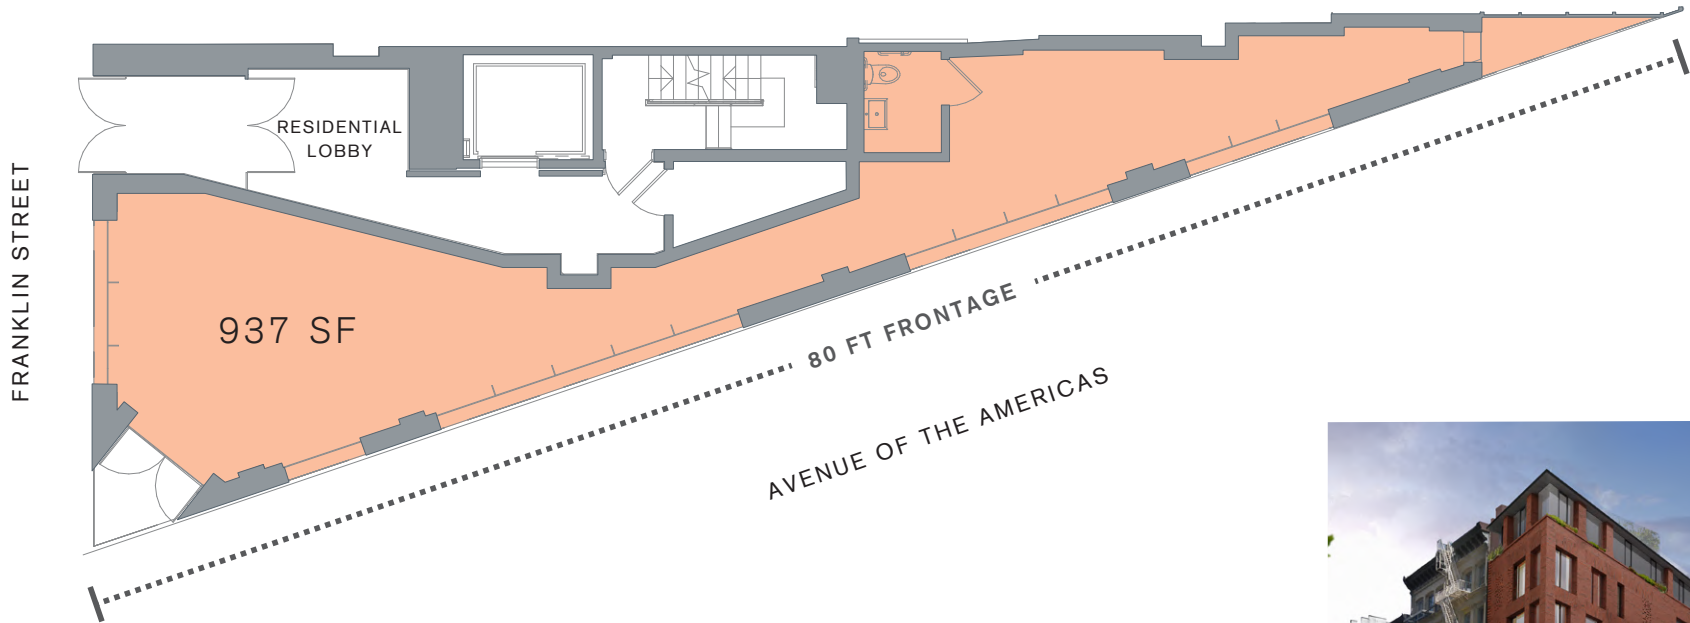 RESIDENTIAL
LOBBY
FRANKLIN STREET
937 SF
80 FT FRONTAGE
AVENUE OF THE AMERICAS